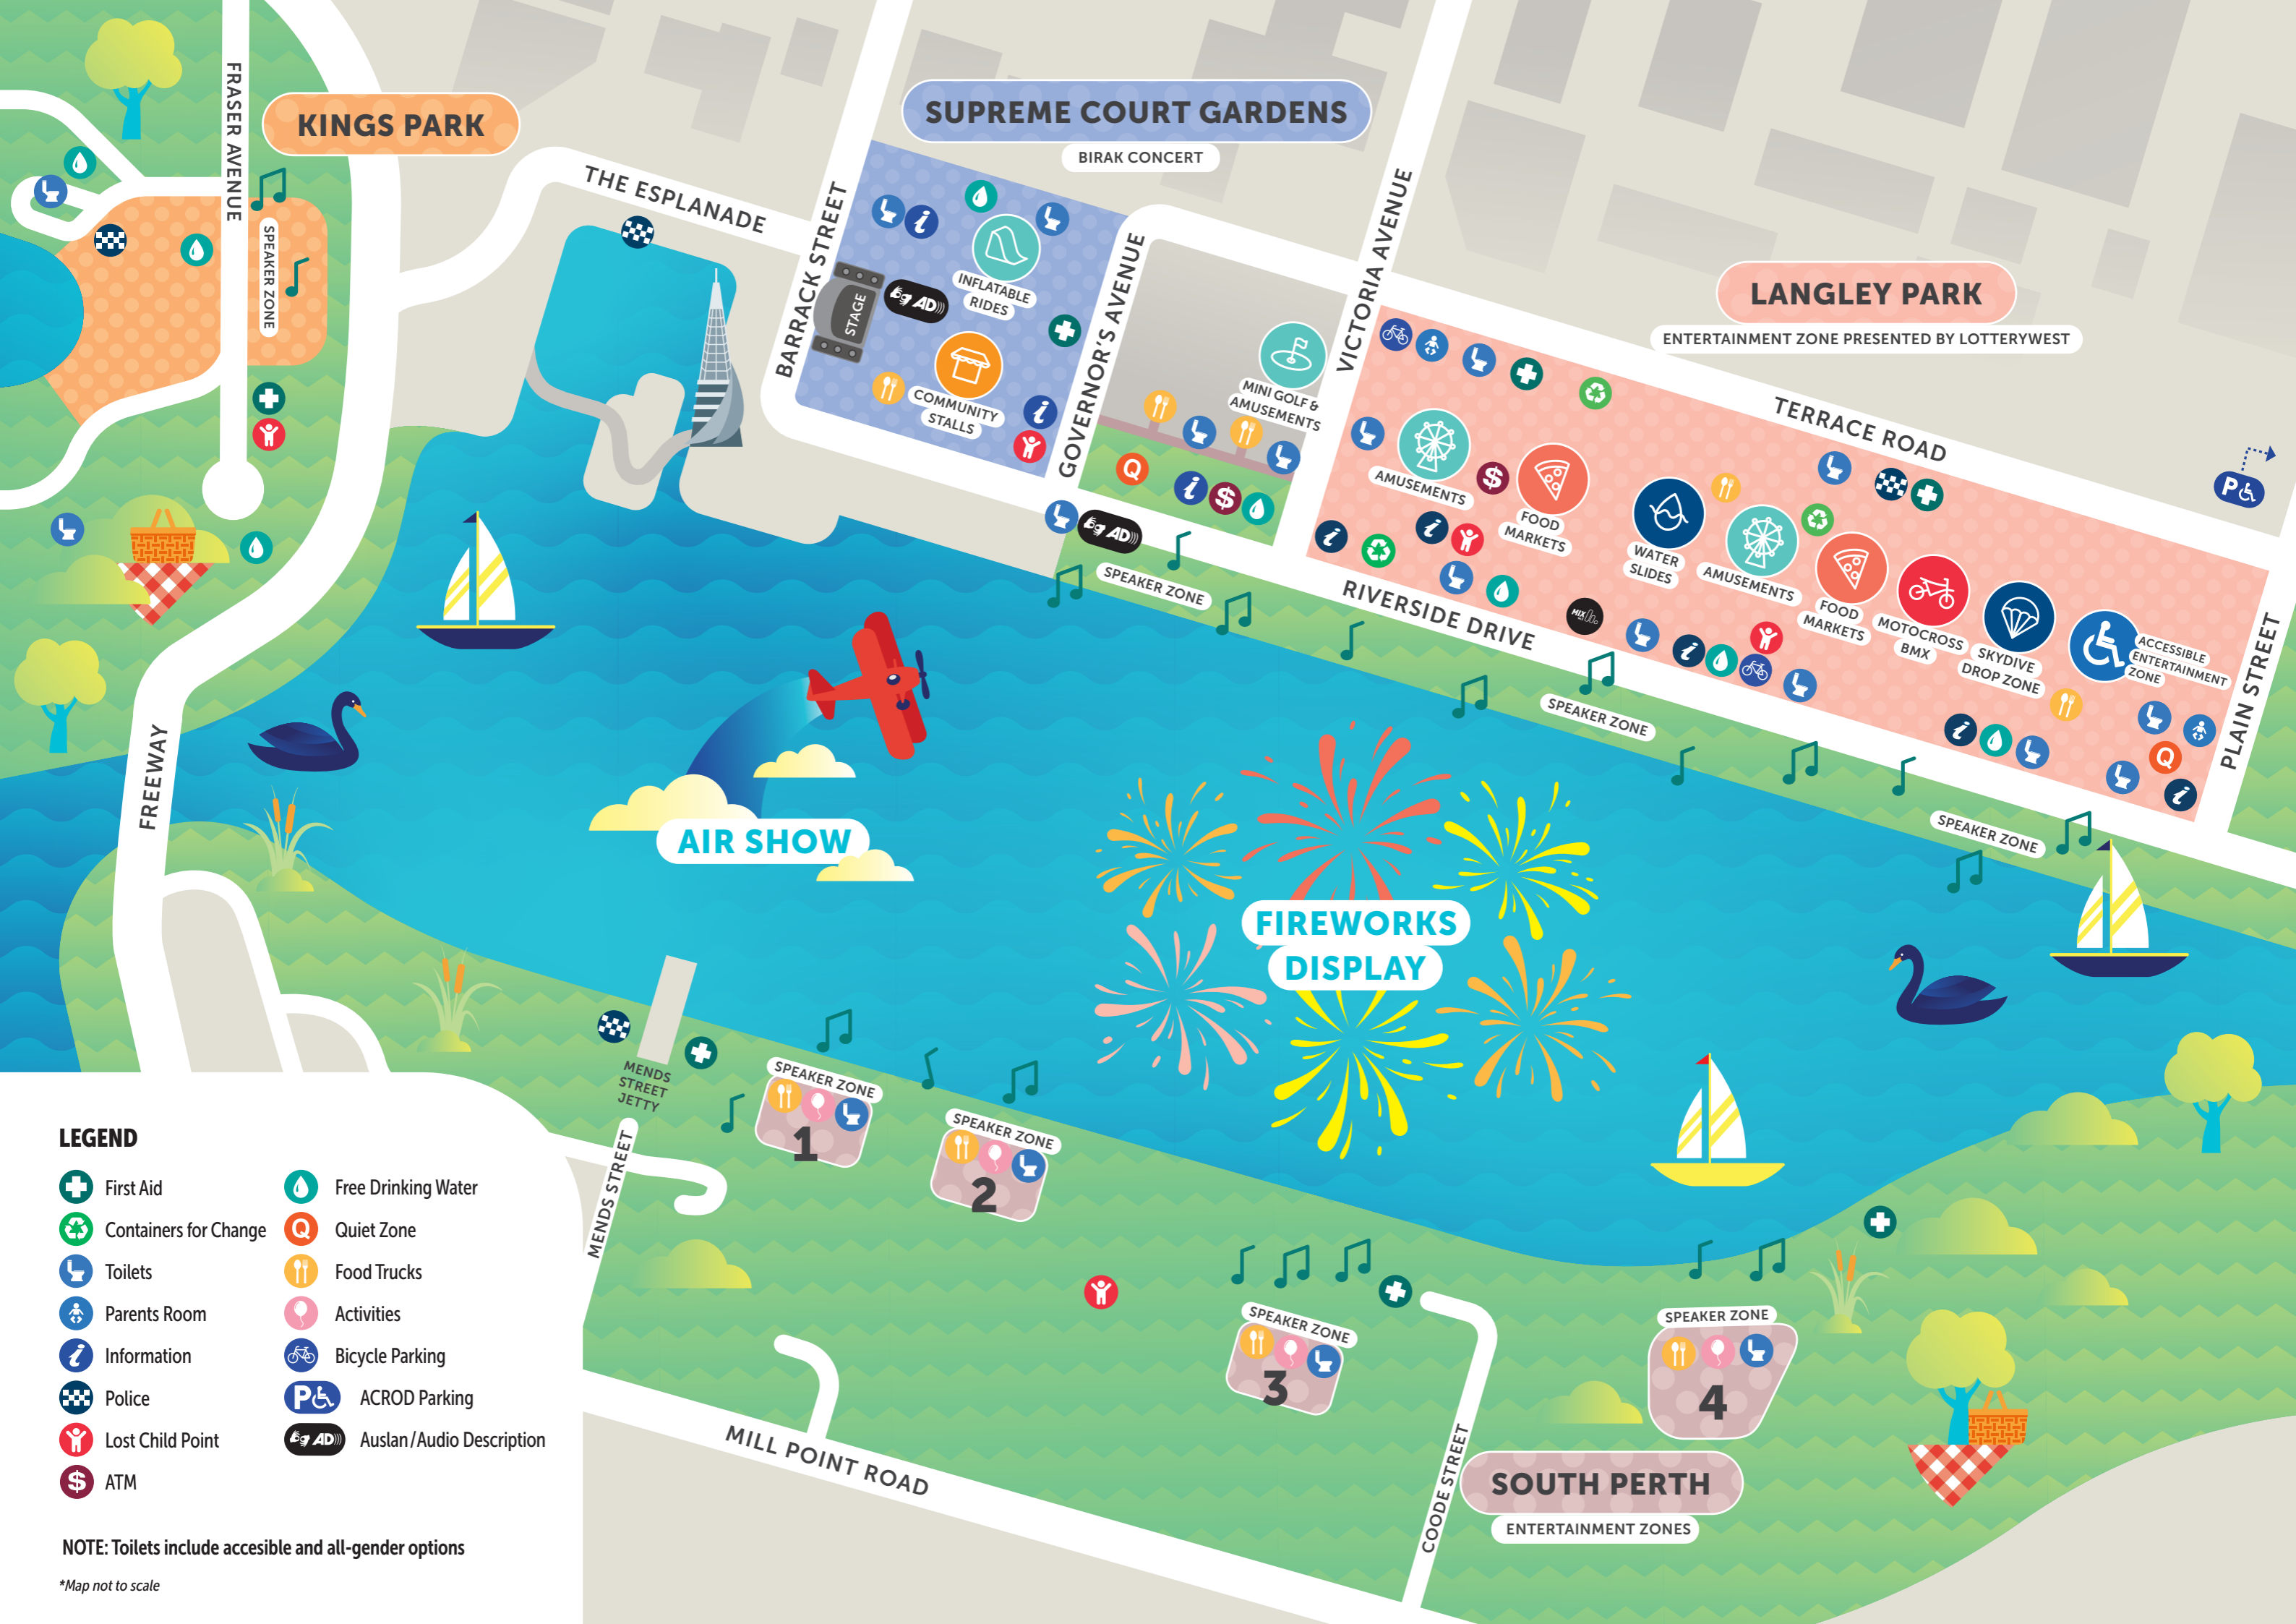 KINGS PARK
FRASER AVENUE
SPEAKER ZONE
THE ESPLANADE
SUPREME COURT GARDENS
BIRAK CONCERT
BARRACK STREET
STAGE
AD
INFLATABLE
RIDES
COMMUNITY
STALLS
GOVERNOR'S AVENUE
MINI GOLF &
AMUSEMENTS
VICTORIA AVENUE
Q
i
$
AD
SPEAKER ZONE
LANGLEY PARK
ENTERTAINMENT ZONE PRESENTED BY LOTTERYWEST
TERRACE ROAD
P
AMUSEMENTS
$
FOOD
MARKETS
WATER
SLIDES
AMUSEMENTS
FOOD
MARKETS
MOTOCROSS
BMX
SKYDIVE
DROP ZONE
ACCESSIBLE
ENTERTAINMENT
ZONE
MIX
Q
PLAIN STREET
RIVERSIDE DRIVE
SPEAKER ZONE
SPEAKER ZONE
FREEWAY
AIR SHOW
FIREWORKS
DISPLAY
MENDS
STREET
JETTY
MENDS STREET
SPEAKER ZONE
1
SPEAKER ZONE
2
SPEAKER ZONE
3
SPEAKER ZONE
4
MILL POINT ROAD
COODE STREET
SOUTH PERTH
ENTERTAINMENT ZONES
LEGEND
First Aid
Containers for Change
Toilets
Parents Room
i Information
Police
Lost Child Point
$ ATM
Free Drinking Water
Q Quiet Zone
Food Trucks
Activities
Bicycle Parking
P ACROD Parking
AD Auslan/Audio Description
NOTE: Toilets include accesible and all-gender options
*Map not to scale